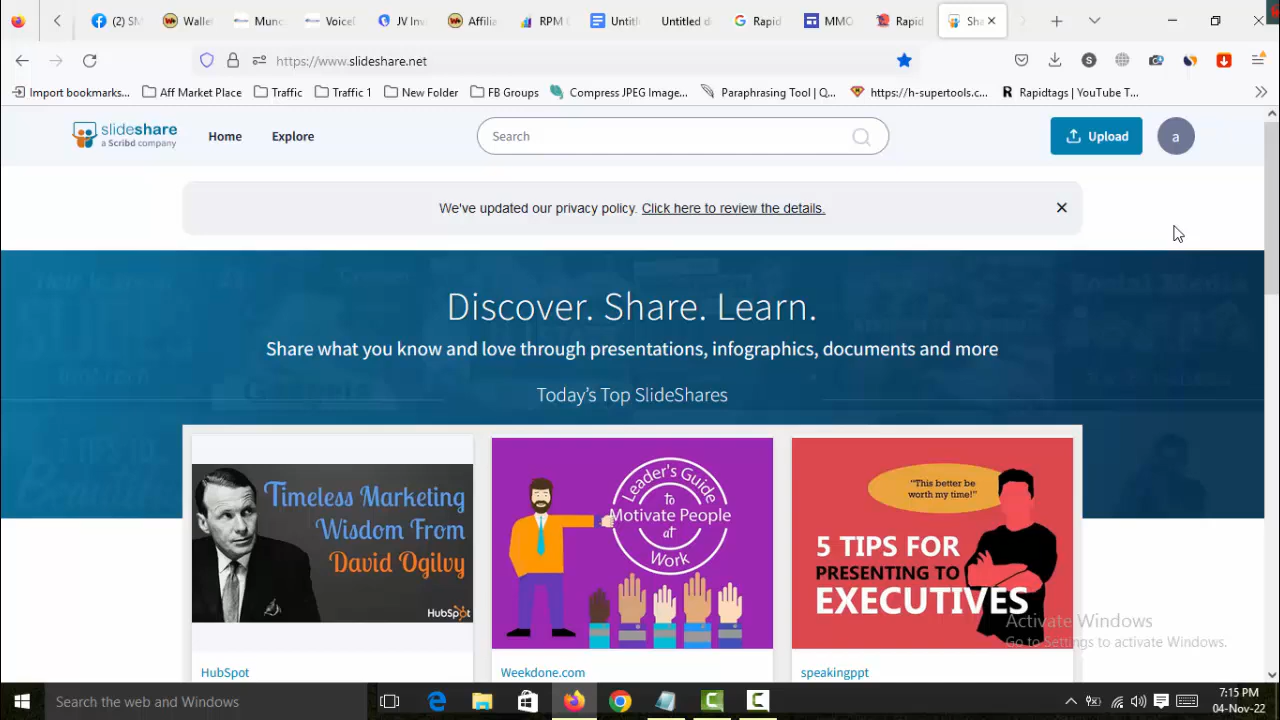 (2) SM
Wallet
Munc
Voicel
JV Inv
Affilia
RPM
Untitl
Untitled d
Rapid
MMO
Rapid
Sha
https://www.slideshare.net
Import bookmarks...
Aff Market Place
Traffic
Traffic 1
New Folder
FB Groups
Compress JPEG Image...
Paraphrasing Tool | Q...
https://h-supertools.c...
Rapidtags | YouTube T...
slideshare
a Scribd company
Home
Explore
Search
Upload
a
We've updated our privacy policy. Click here to review the details.
Discover. Share. Learn.
Share what you know and love through presentations, infographics, documents and more
Today's Top SlideShares
Timeless Marketing
Wisdom From
David Ogilvy
HubSpot
Leader's Guide
to
Motivate People
at
Work
"This better be
worth my time!"
5 TIPS FOR
PRESENTING TO
EXECUTIVES
Activate Windows
Go to Settings to activate Windows.
HubSpot
Weekdone.com
speakingppt
Search the web and Windows
7:15 PM
04-Nov-22